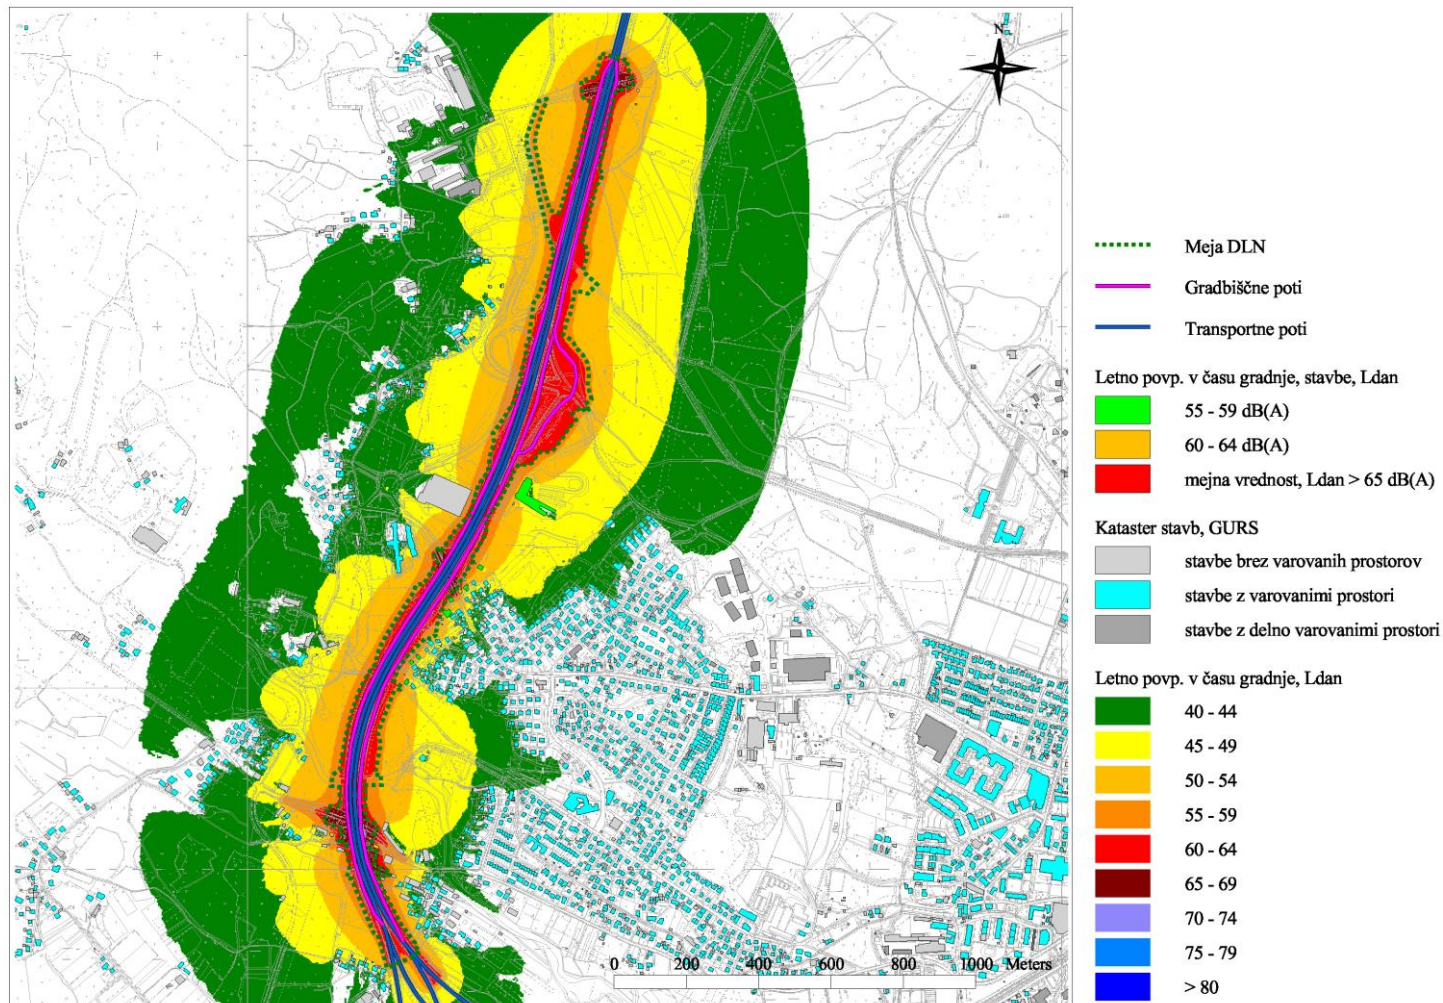 N
Meja DLN
Gradbiščne poti
Transportne poti
Letno povp. v času gradnje, stavbe, Ldan
55 - 59 dB(A)
60 - 64 dB(A)
mejna vrednost, Ldan > 65 dB(A)
Kataster stavb, GURS
stavbe brez varovanih prostorov
stavbe z varovanimi prostori
stavbe z delno varovanimi prostori
Letno povp. v času gradnje, Ldan
40 - 44
45 - 49
50 - 54
55 - 59
60 - 64
65 - 69
70 - 74
75 - 79
> 80
0 200 400 600 800 1000 Meters